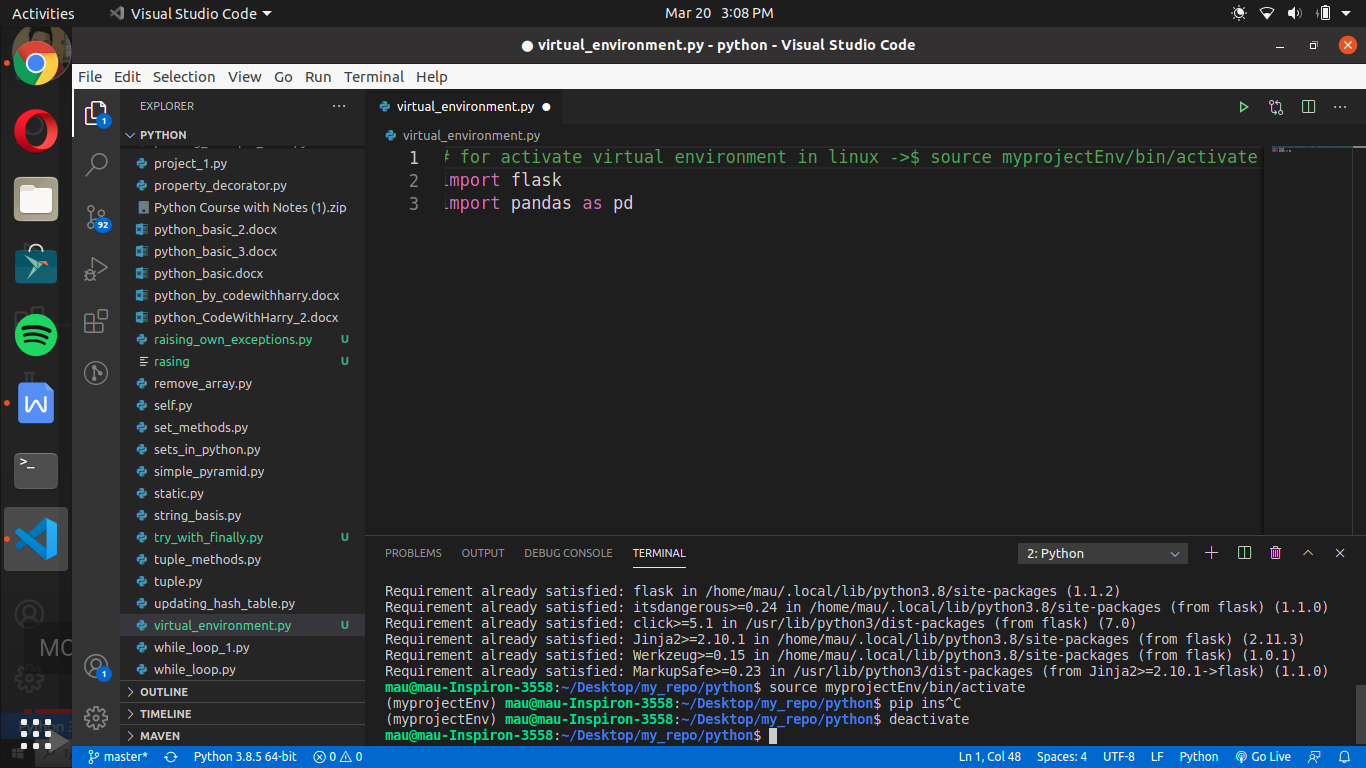 Activities
Visual Studio Code
Mar 20 3:08 PM
● virtual_environment.py - python - Visual Studio Code
File Edit Selection View Go Run Terminal Help
EXPLORER
PYTHON
project_1.py
property_decorator.py
Python Course with Notes (1).zip
python_basic_2.docx
python_basic_3.docx
python_basic.docx
python_by_codewithharry.docx
python_CodeWithHarry_2.docx
raising_own_exceptions.py U
rasing U
remove_array.py
self.py
set_methods.py
sets_in_python.py
simple_pyramid.py
static.py
string_basis.py
try_with_finally.py U
tuple_methods.py
tuple.py
updating_hash_table.py
virtual_environment.py U
while_loop_1.py
while_loop.py
OUTLINE
TIMELINE
MAVEN
1
92
1
MO
virtual_environment.py
virtual_environment.py
1 # for activate virtual environment in linux ->$ source myprojectEnv/bin/activate
2 import flask
3 import pandas as pd
PROBLEMS OUTPUT DEBUG CONSOLE TERMINAL
2: Python
Requirement already satisfied: flask in /home/mau/.local/lib/python3.8/site-packages (1.1.2)
Requirement already satisfied: itsdangerous>=0.24 in /home/mau/.local/lib/python3.8/site-packages (from flask) (1.1.0)
Requirement already satisfied: click>=5.1 in /usr/lib/python3/dist-packages (from flask) (7.0)
Requirement already satisfied: Jinja2>=2.10.1 in /home/mau/.local/lib/python3.8/site-packages (from flask) (2.11.3)
Requirement already satisfied: Werkzeug>=0.15 in /home/mau/.local/lib/python3.8/site-packages (from flask) (1.0.1)
Requirement already satisfied: MarkupSafe>=0.23 in /usr/lib/python3/dist-packages (from Jinja2>=2.10.1->flask) (1.1.0)
mau@mau-Inspiron-3558:~/Desktop/my_repo/python$ source myprojectEnv/bin/activate
(myprojectEnv) mau@mau-Inspiron-3558:~/Desktop/my_repo/python$ pip ins^C
(myprojectEnv) mau@mau-Inspiron-3558:~/Desktop/my_repo/python$ deactivate
mau@mau-Inspiron-3558:~/Desktop/my_repo/python$
master* Python 3.8.5 64-bit 0 0 Ln 1, Col 48 Spaces: 4 UTF-8 LF Python Go Live